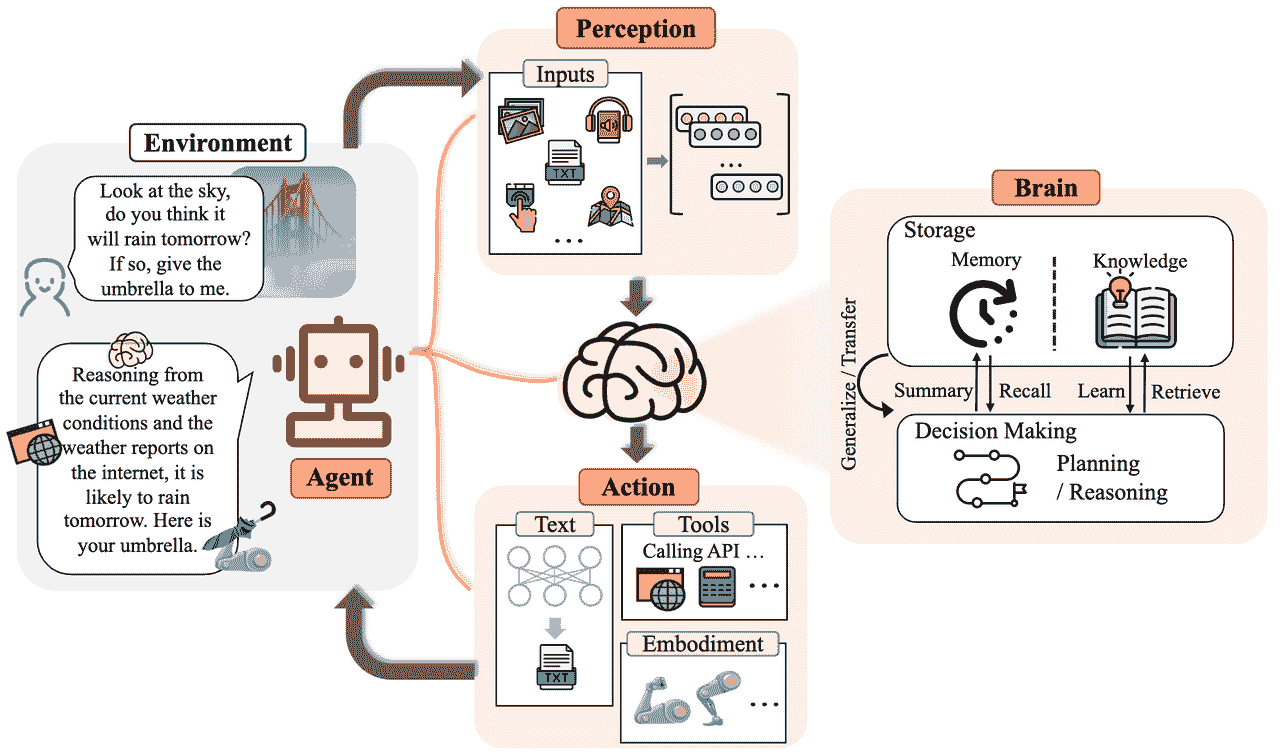 Perception
Inputs
TXT
Environment
Look at the sky,
do you think it
will rain tomorrow?
If so, give the
umbrella to me.
Reasoning from
the current weather
conditions and the
weather reports on
the internet, it is
likely to rain
tomorrow. Here is
your umbrella.
Agent
Brain
Storage
Memory
Knowledge
Generalize / Transfer
Summary
Recall
Learn
Retrieve
Decision Making
Planning
/ Reasoning
Action
Text
TXT
Tools
Calling API ...
Embodiment